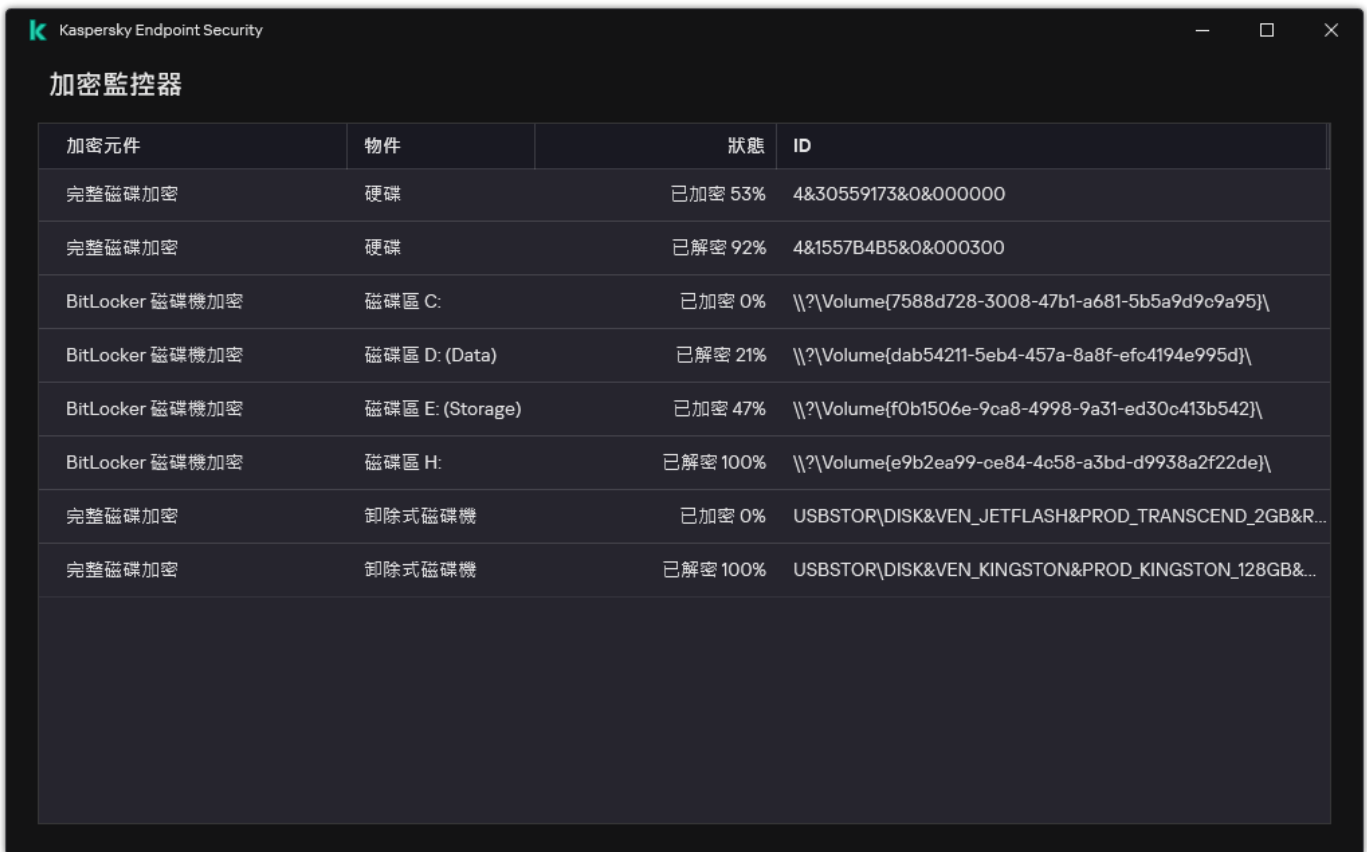 Kaspersky Endpoint Security
加密監控器
加密元件 物件 狀態 ID
完整磁碟加密 硬碟 已加密 53% 4&30559173&0&000000
完整磁碟加密 硬碟 已解密 92% 4&1557B4B5&0&000300
BitLocker 磁碟機加密 磁碟區 C: 已加密 0% \\?\Volume{7588d728-3008-47b1-a681-5b5a9d9c9a95}\
BitLocker 磁碟機加密 磁碟區 D: (Data) 已解密 21% \\?\Volume{dab54211-5eb4-457a-8a8f-efc4194e995d}\
BitLocker 磁碟機加密 磁碟區 E: (Storage) 已加密 47% \\?\Volume{f0b1506e-9ca8-4998-9a31-ed30c413b542}\
BitLocker 磁碟機加密 磁碟區 H: 已解密 100% \\?\Volume{e9b2ea99-ce84-4c58-a3bd-d9938a2f22de}\
完整磁碟加密 卸除式磁碟機 已加密 0% USBSTOR\DISK&VEN_JETFLASH&PROD_TRANSCEND_2GB&R...
完整磁碟加密 卸除式磁碟機 已解密 100% USBSTOR\DISK&VEN_KINGSTON&PROD_KINGSTON_128GB&...